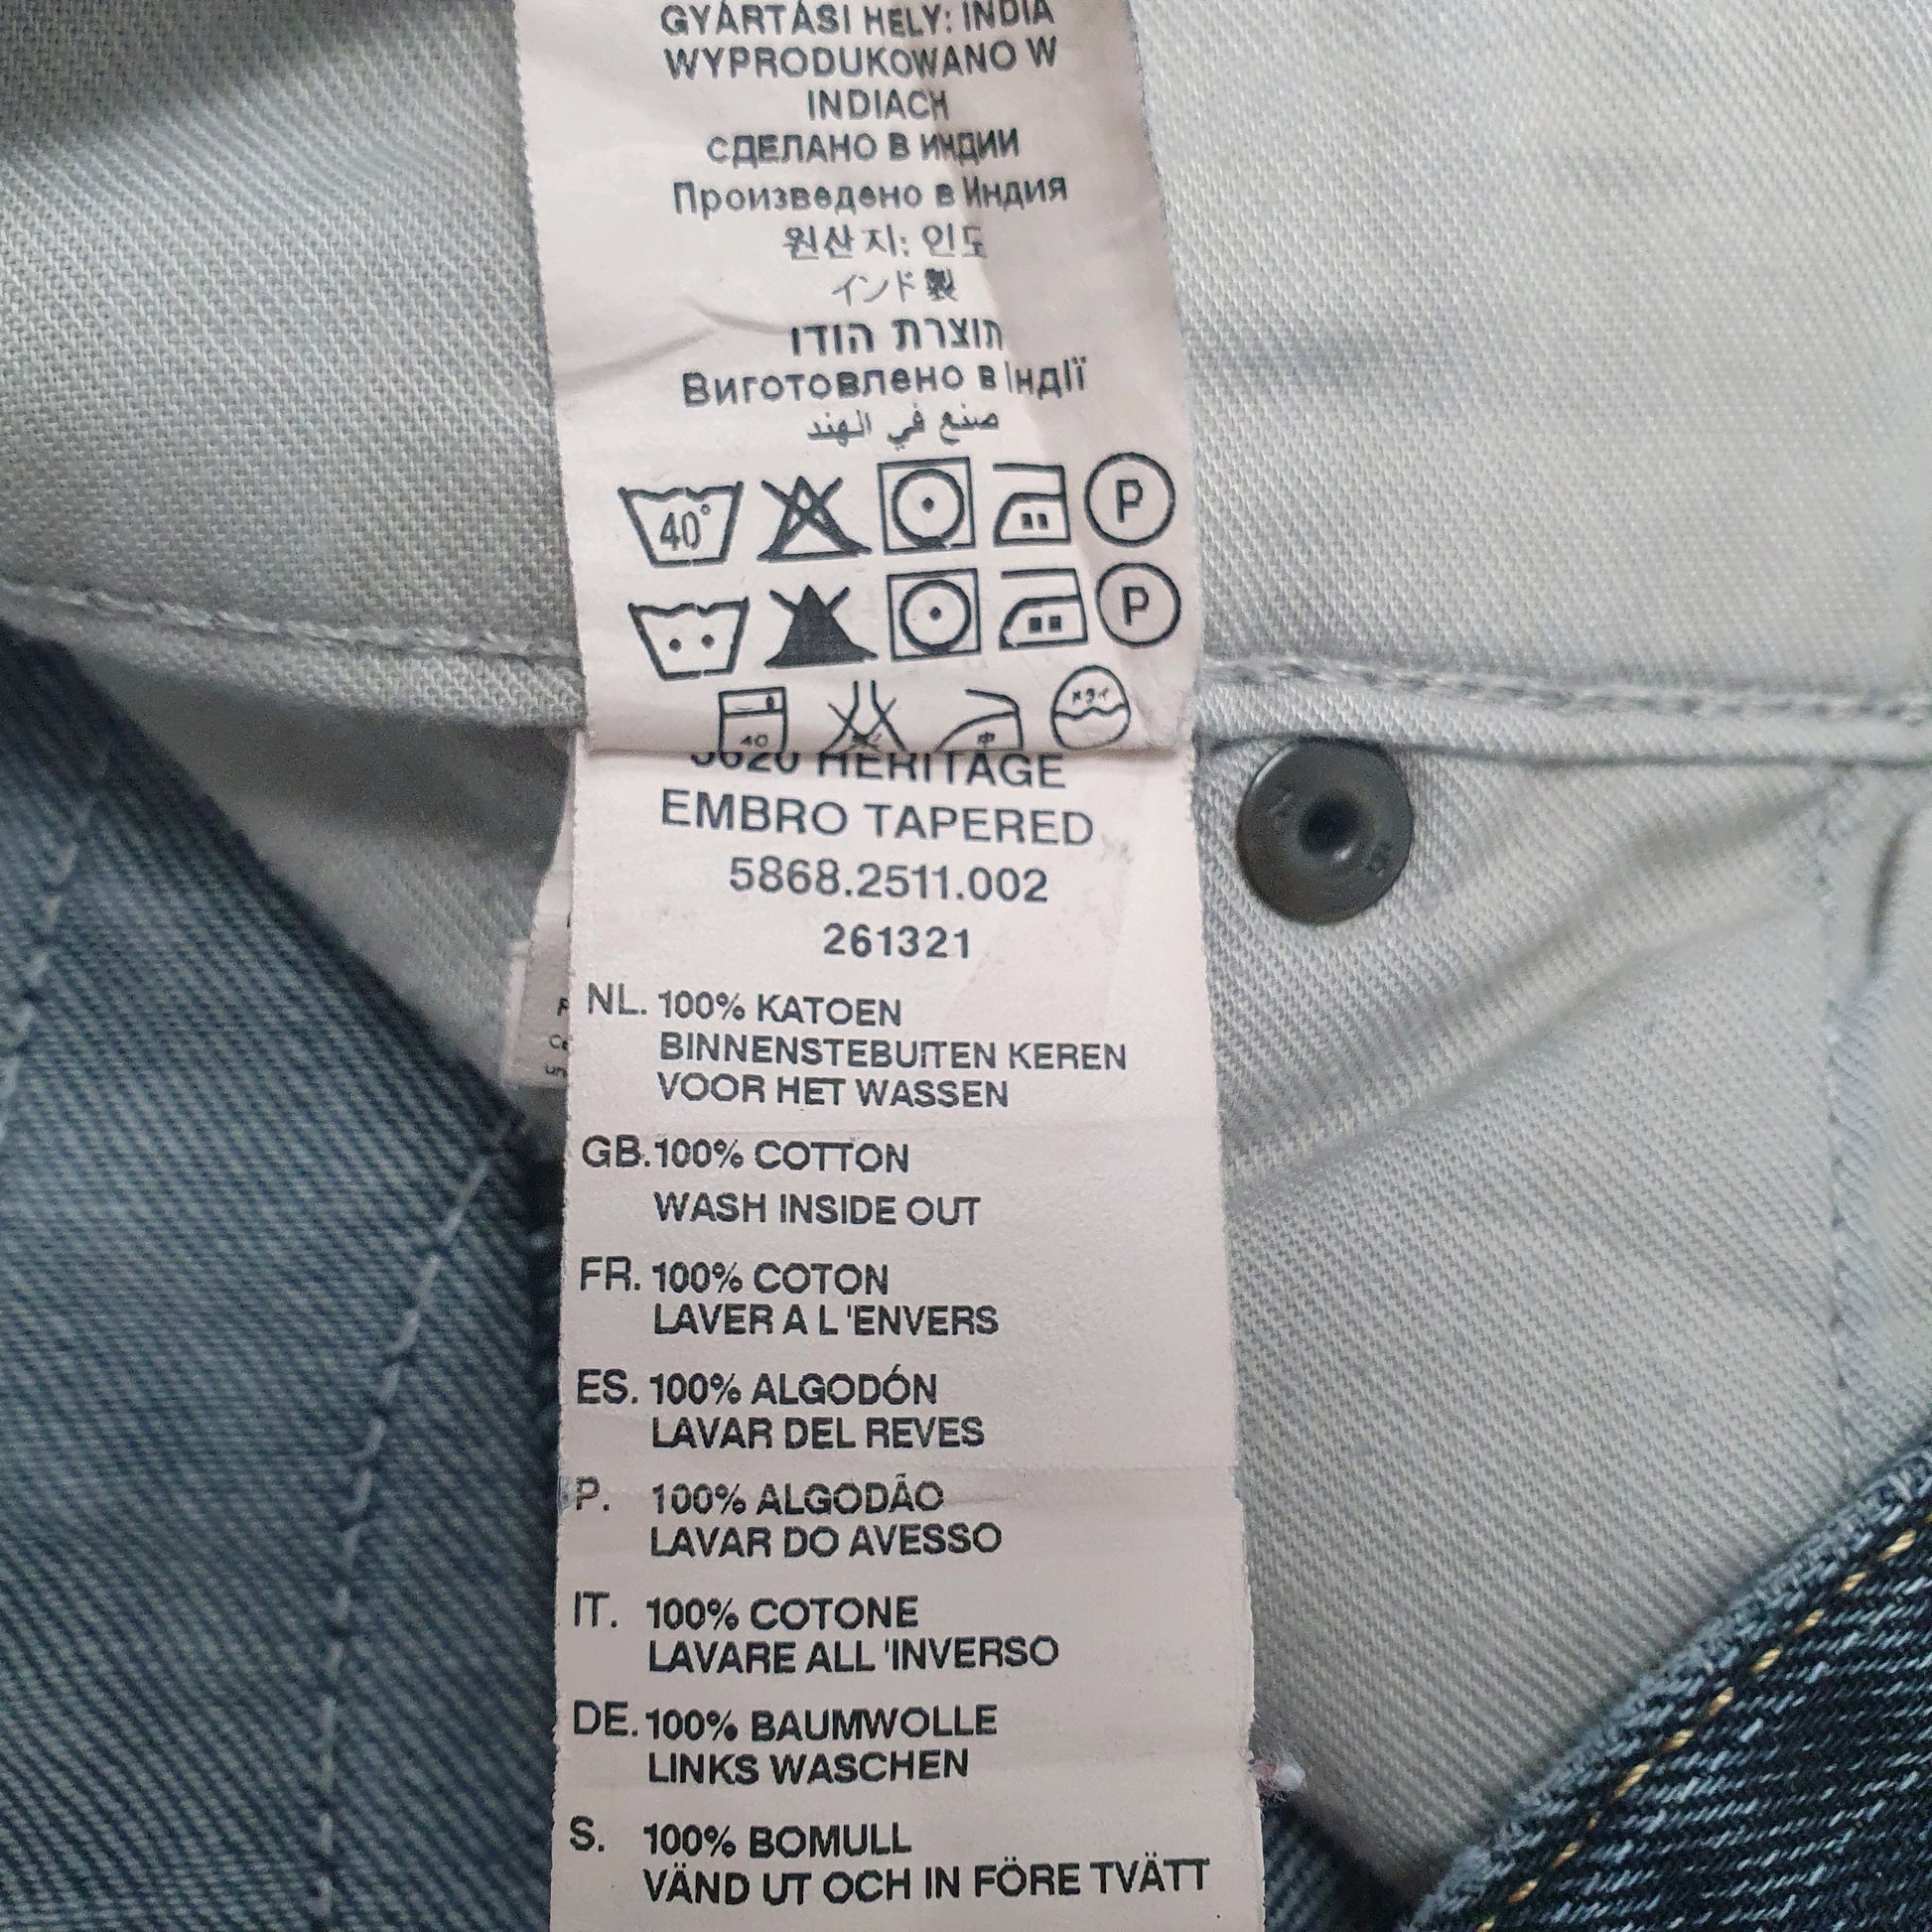 GYÁRTÁSI HELY: INDIA
WYPRODUKOWANO W
INDIACH
СДЕЛАНО В ИНДИИ
Произведено в Индия
원산지: 인도
インド製
תוצרת הודו
Виготовлено в Індії
صنع في الهند
40°
P
P
40
中
5620 HERITAGE
EMBRO TAPERED
5868.2511.002
261321
NL. 100% KATOEN
BINNENSTEBUITEN KEREN
VOOR HET WASSEN
GB. 100% COTTON
WASH INSIDE OUT
FR. 100% COTON
LAVER A L'ENVERS
ES. 100% ALGODÓN
LAVAR DEL REVES
P. 100% ALGODÃO
LAVAR DO AVESSO
IT. 100% COTONE
LAVARE ALL'INVERSO
DE. 100% BAUMWOLLE
LINKS WASCHEN
S. 100% BOMULL
VÄND UT OCH IN FÖRE TVÄTT